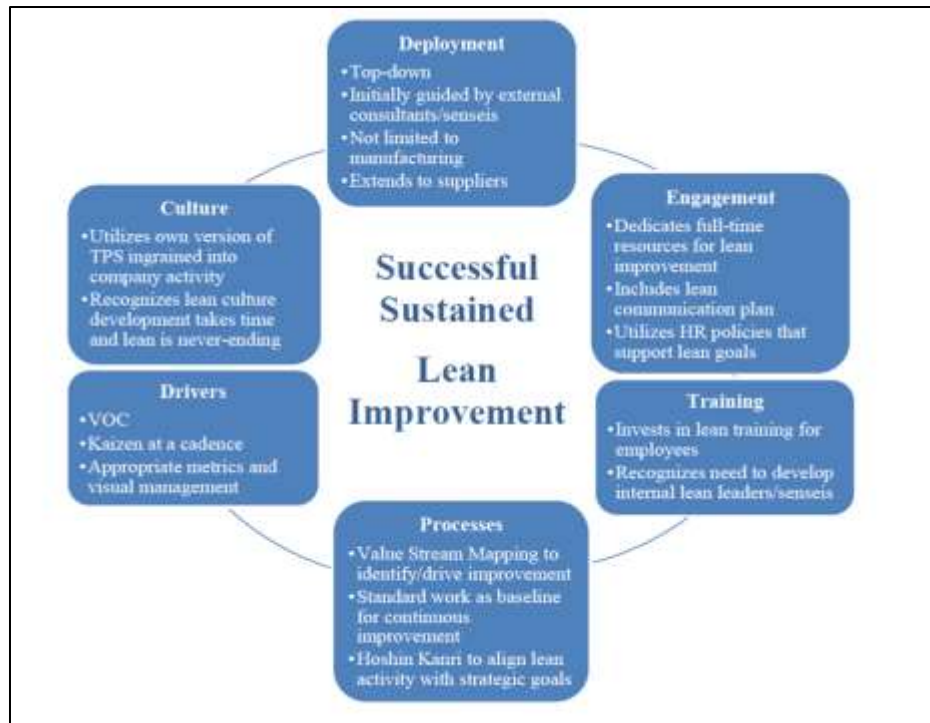 Deployment
•Top-down
•Initially guided by external
consultants/senseis
•Not limited to
manufacturing
•Extends to suppliers
Engagement
•Dedicates full-time
resources for lean
improvement
•Includes lean
communication plan
•Utilizes HR policies that
support lean goals
Training
•Invests in lean training for
employees
•Recognizes need to develop
internal lean leaders/senseis
Processes
•Value Stream Mapping to
identify/drive improvement
•Standard work as baseline
for continuous
improvement
•Hoshin Kanri to align lean
activity with strategic goals
Drivers
•VOC
•Kaizen at a cadence
•Appropriate metrics and
visual management
Culture
•Utilizes own version of
TPS ingrained into
company activity
•Recognizes lean culture
development takes time
and lean is never-ending
Successful
Sustained
Lean
Improvement